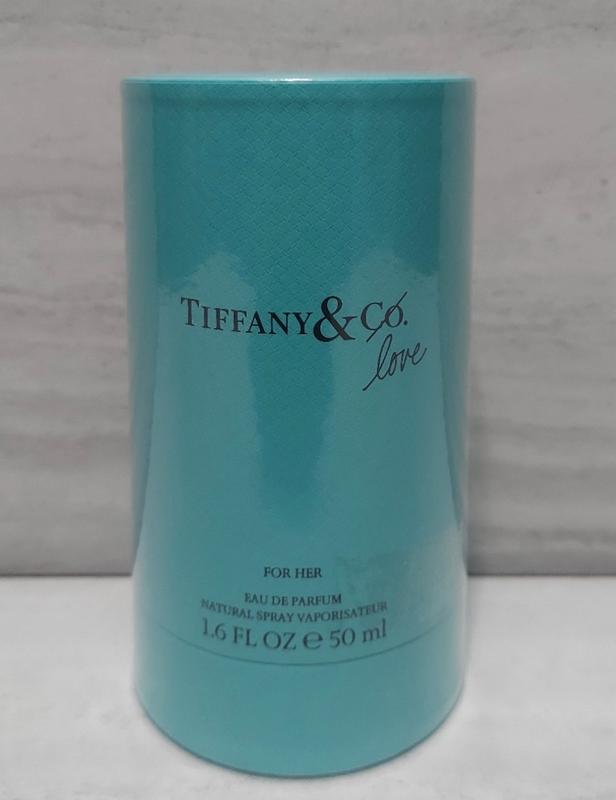 TIFFANY & Co.
love
FOR HER
EAU DE PARFUM
NATURAL SPRAY VAPORISATEUR
1.6 FL OZ ℮ 50 ml